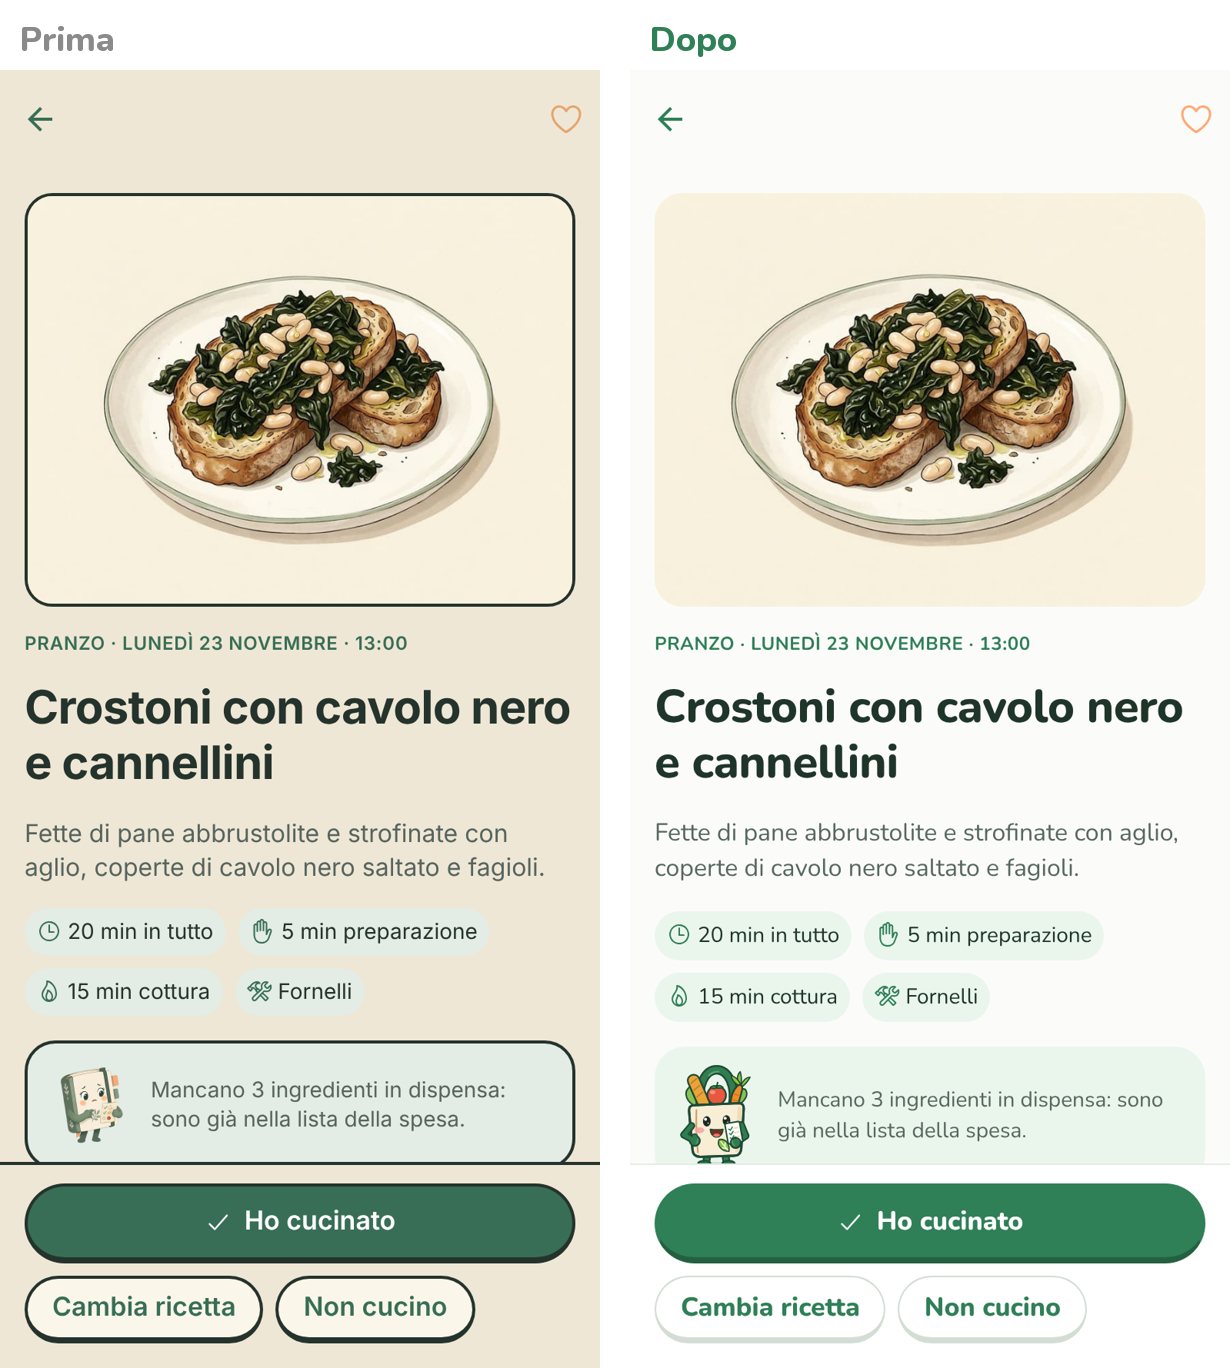 Prima
PRANZO · LUNEDÌ 23 NOVEMBRE · 13:00
Crostoni con cavolo nero
e cannellini
Fette di pane abbrustolite e strofinate con
aglio, coperte di cavolo nero saltato e fagioli.
20 min in tutto
5 min preparazione
15 min cottura
Fornelli
Mancano 3 ingredienti in dispensa:
sono già nella lista della spesa.
Ho cucinato
Cambia ricetta
Non cucino
Dopo
PRANZO · LUNEDÌ 23 NOVEMBRE · 13:00
Crostoni con cavolo nero
e cannellini
Fette di pane abbrustolite e strofinate con aglio,
coperte di cavolo nero saltato e fagioli.
20 min in tutto
5 min preparazione
15 min cottura
Fornelli
Mancano 3 ingredienti in dispensa: sono
già nella lista della spesa.
Ho cucinato
Cambia ricetta
Non cucino